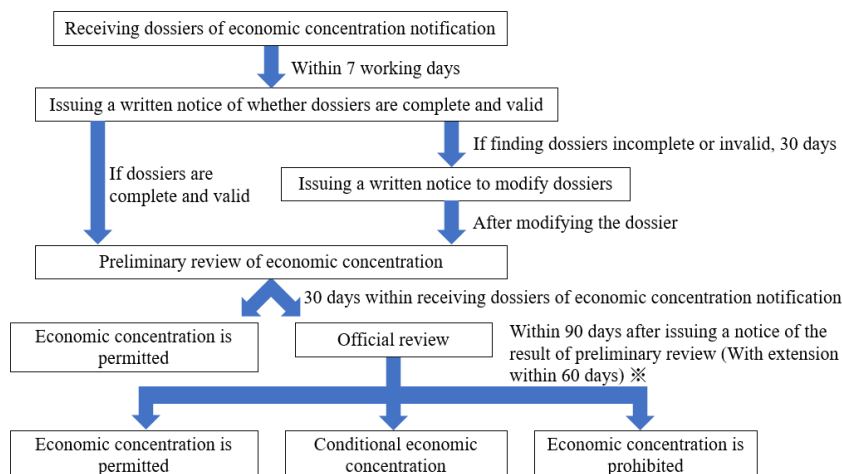 Receiving dossiers of economic concentration notification
Within 7 working days
Issuing a written notice of whether dossiers are complete and valid
If finding dossiers incomplete or invalid, 30 days
If dossiers are
complete and valid
Issuing a written notice to modify dossiers
After modifying the dossier
Preliminary review of economic concentration
30 days within receiving dossiers of economic concentration notification
Economic concentration is
permitted
Official review
Within 90 days after issuing a notice of the
result of preliminary review (With extension
within 60 days) ※
Economic concentration is
permitted
Conditional economic
concentration
Economic concentration is
prohibited